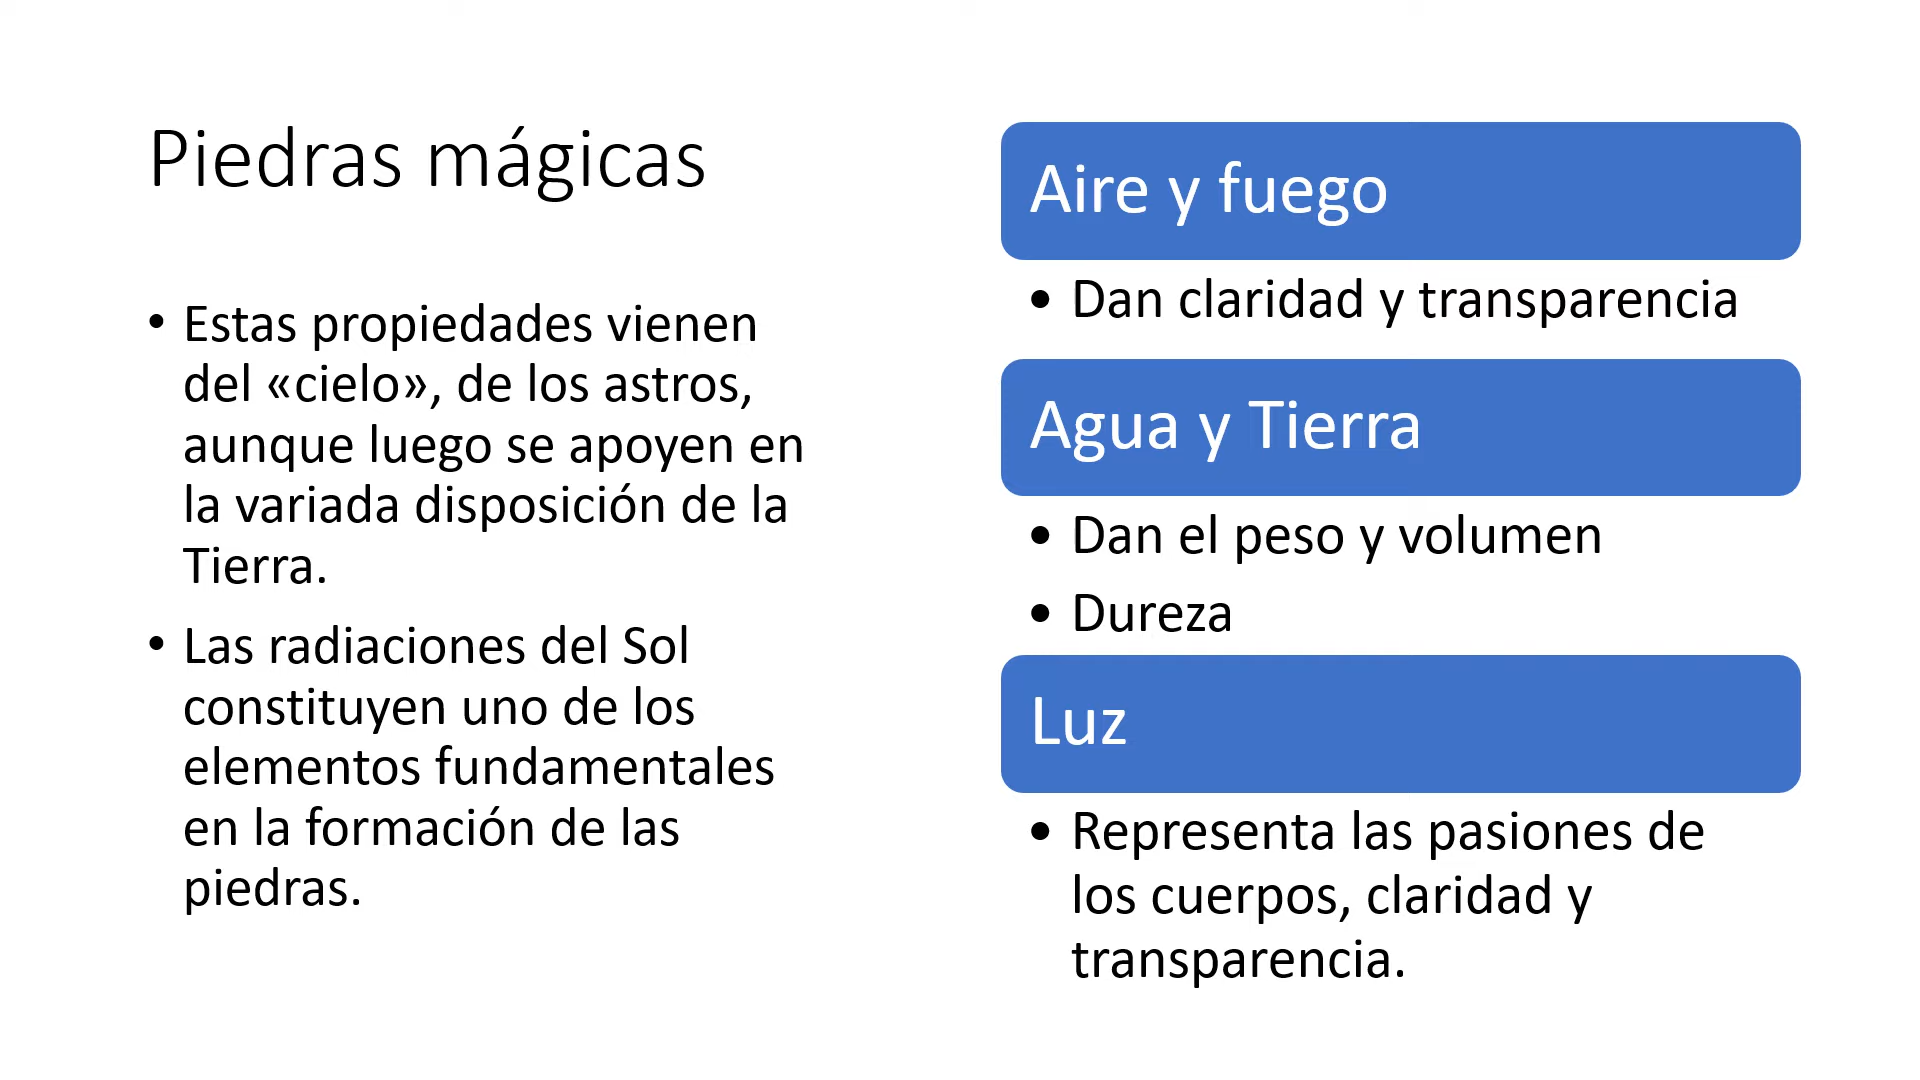 Piedras mágicas
• Estas propiedades vienen
del «cielo», de los astros,
aunque luego se apoyen en
la variada disposición de la
Tierra.
• Las radiaciones del Sol
constituyen uno de los
elementos fundamentales
en la formación de las
piedras.
Aire y fuego
• Dan claridad y transparencia
Agua y Tierra
• Dan el peso y volumen
• Dureza
Luz
• Representa las pasiones de
los cuerpos, claridad y
transparencia.